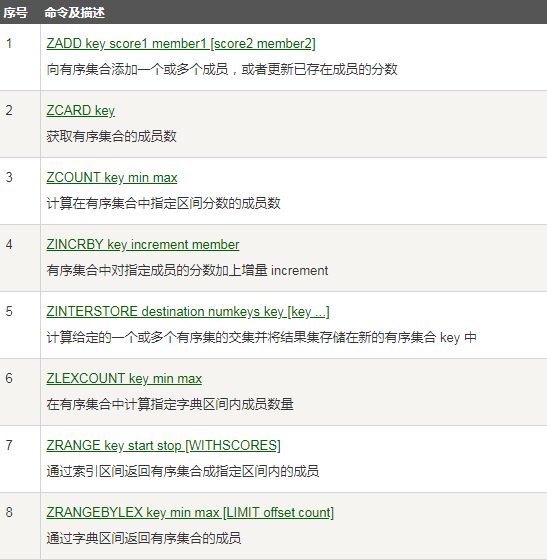 序号 命令及描述
1 ZADD key score1 member1 [score2 member2]
向有序集合添加一个或多个成员，或者更新已存在成员的分数
2 ZCARD key
获取有序集合的成员数
3 ZCOUNT key min max
计算在有序集合中指定区间分数的成员数
4 ZINCRBY key increment member
有序集合中对指定成员的分数加上增量 increment
5 ZINTERSTORE destination numkeys key [key ...]
计算给定的一个或多个有序集的交集并将结果集存储在新的有序集合 key 中
6 ZLEXCOUNT key min max
在有序集合中计算指定字典区间内成员数量
7 ZRANGE key start stop [WITHSCORES]
通过索引区间返回有序集合成指定区间内的成员
8 ZRANGEBYLEX key min max [LIMIT offset count]
通过字典区间返回有序集合的成员